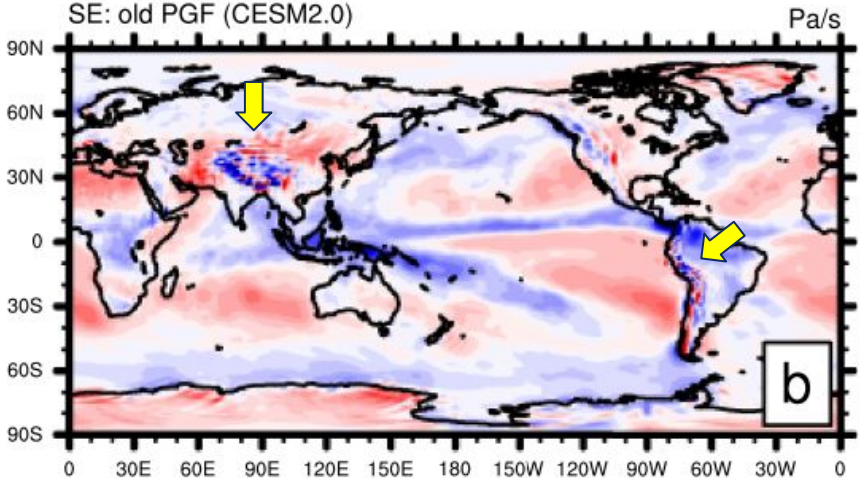 SE: old PGF (CESM2.0) Pa/s
90N
60N
30N
0
30S
60S
90S
b
0 30E 60E 90E 120E 150E 180 150W 120W 90W 60W 30W 0